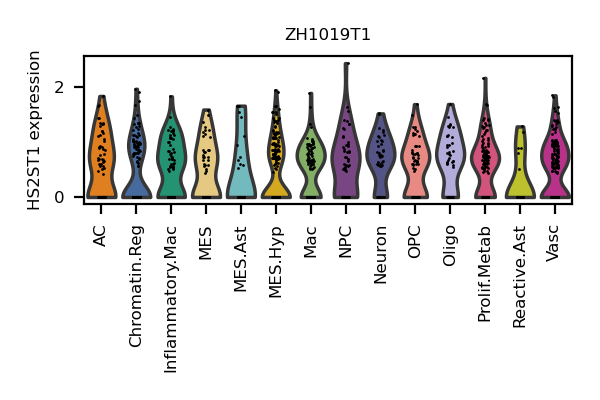 ZH1019T1
HS2ST1 expression
2
0
AC
Chromatin.Reg
Inflammatory.Mac
MES
MES.Ast
MES.Hyp
Mac
NPC
Neuron
OPC
Oligo
Prolif.Metab
Reactive.Ast
Vasc